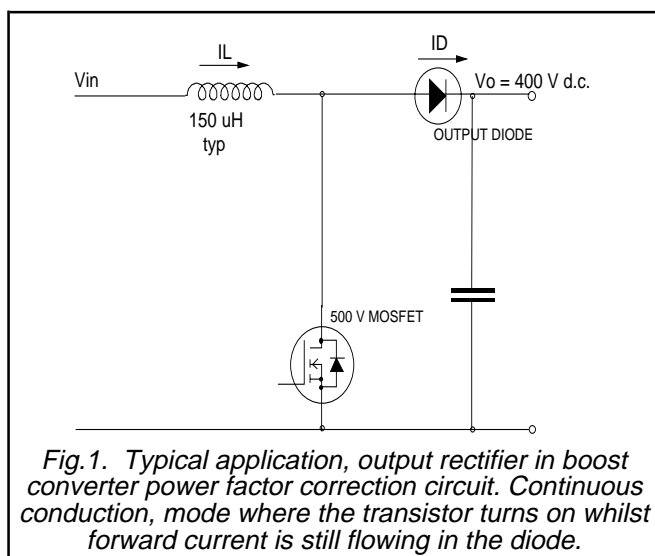 IL
ID
Vin
Vo = 400 V d.c.
150 uH
typ
OUTPUT DIODE
500 V MOSFET
Fig.1. Typical application, output rectifier in boost
converter power factor correction circuit. Continuous
conduction, mode where the transistor turns on whilst
forward current is still flowing in the diode.